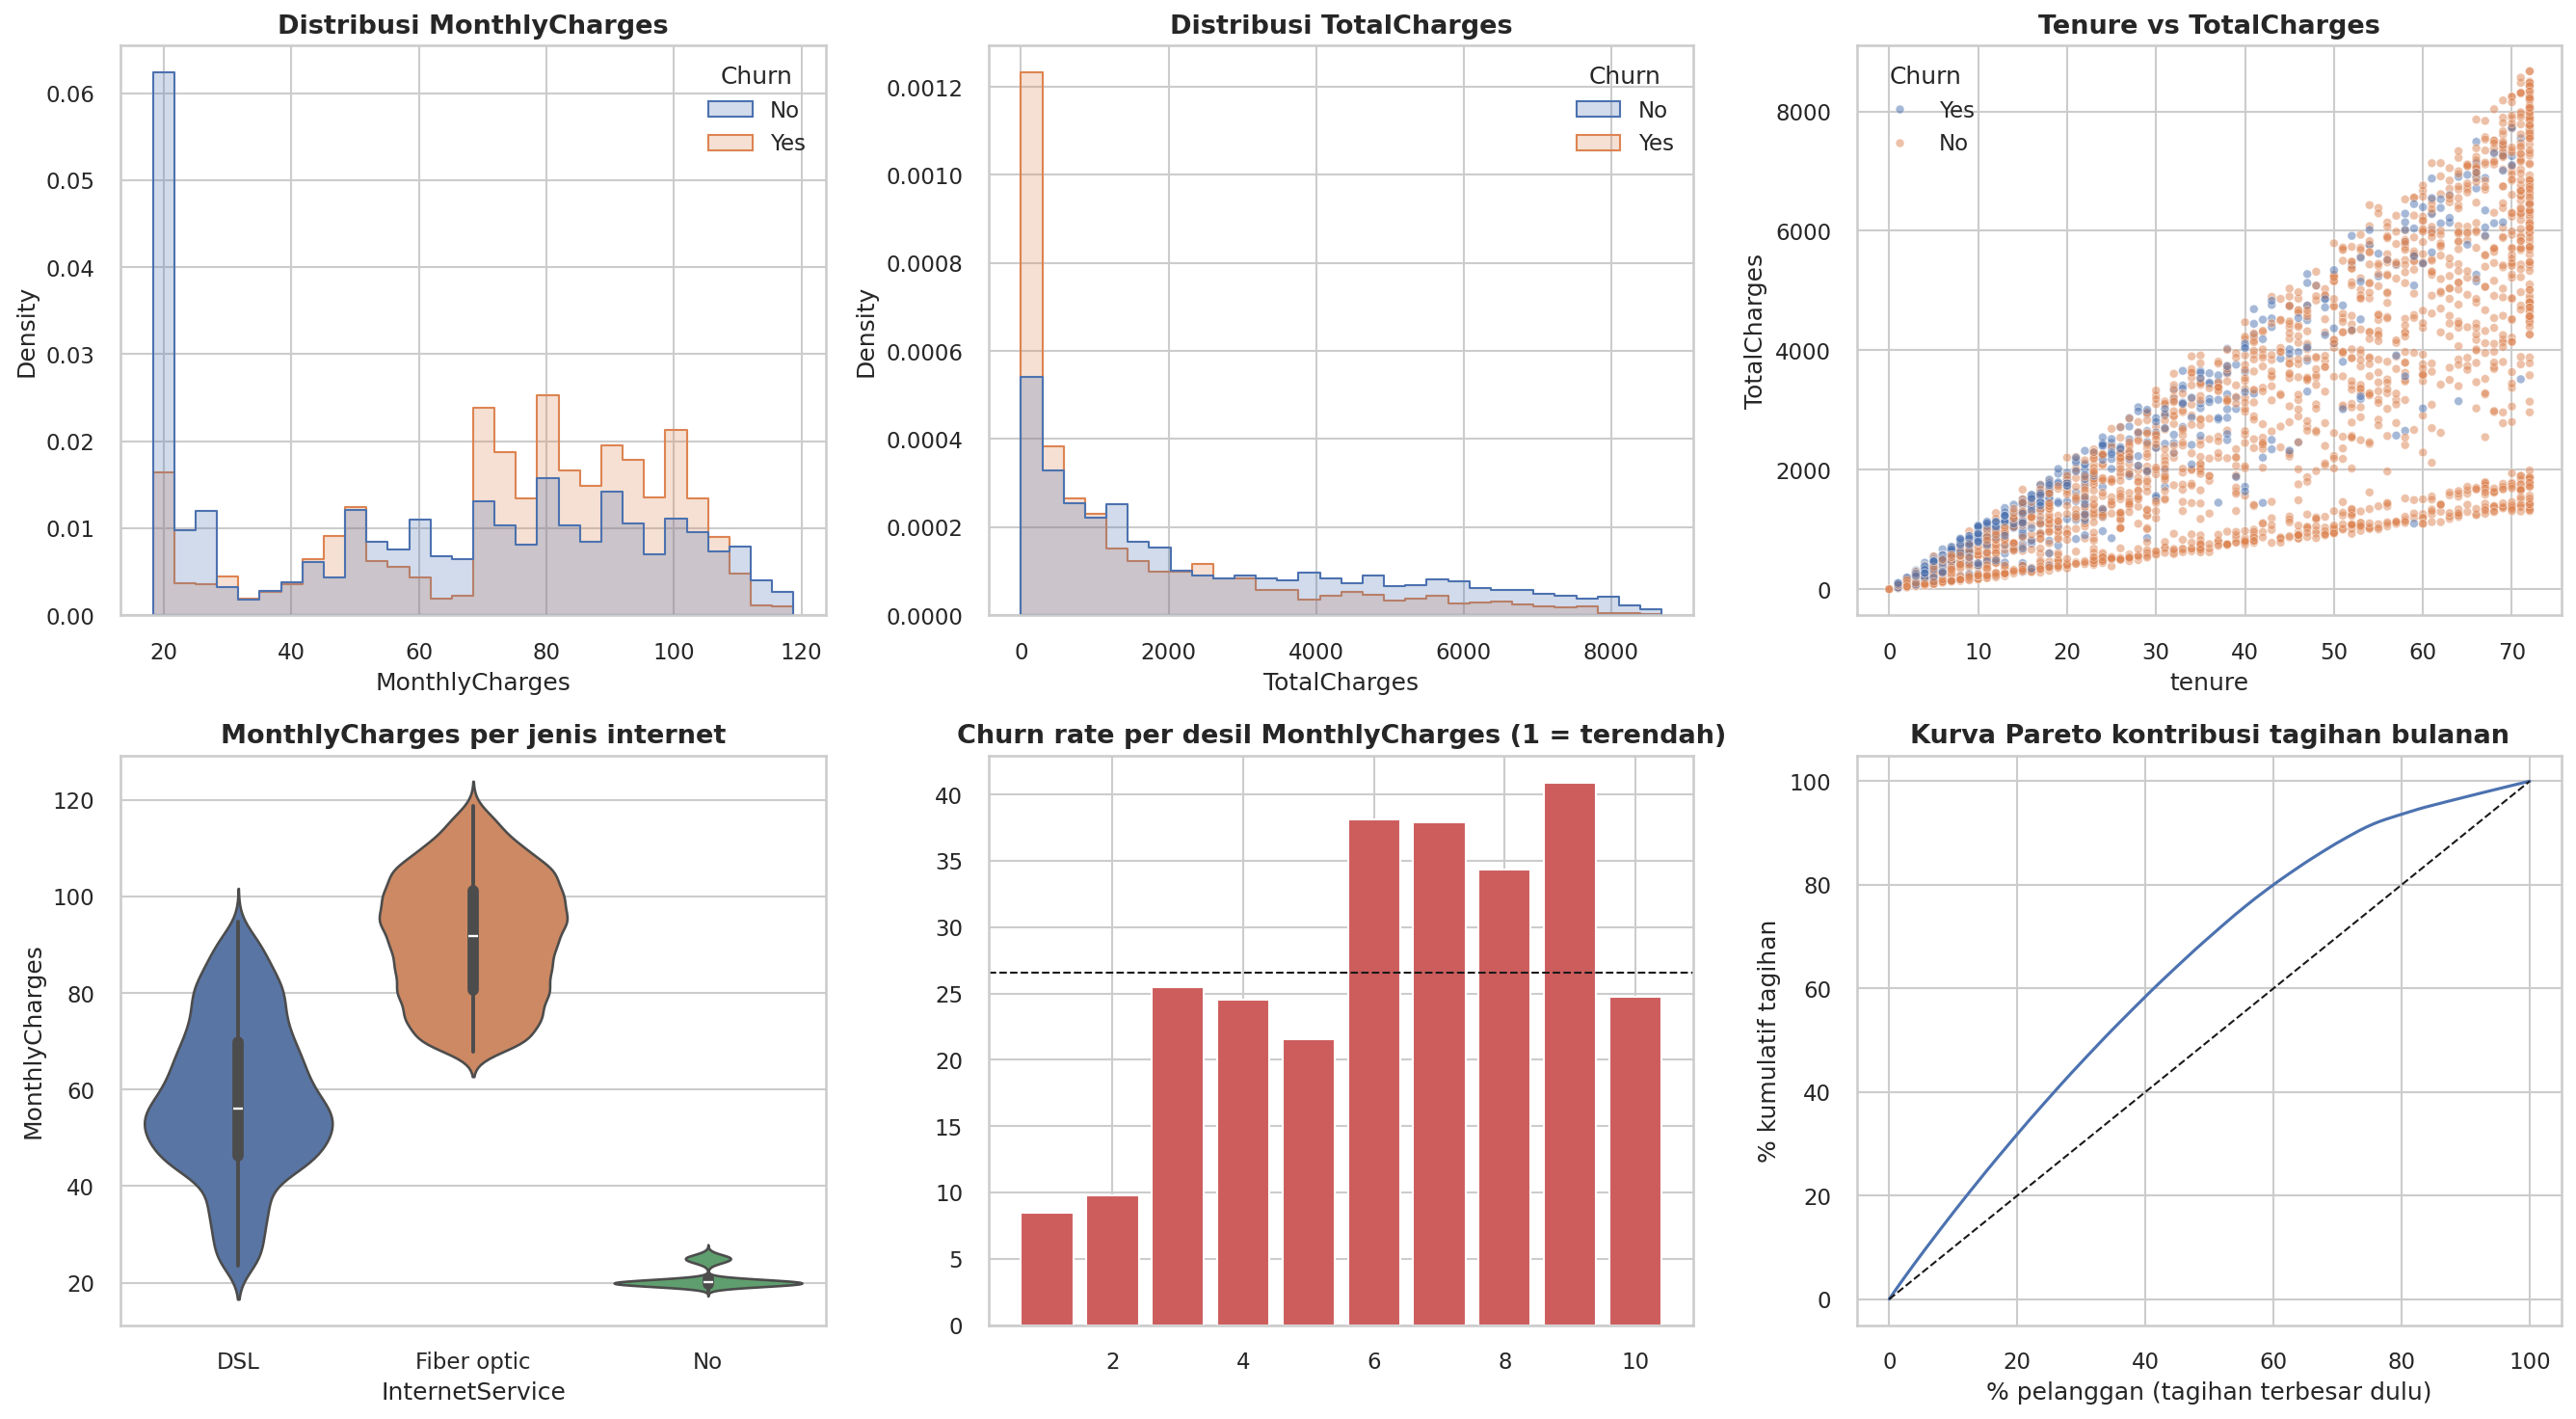 Distribusi MonthlyCharges
Churn
No
Yes
0.06
0.05
0.04
0.03
0.02
0.01
0.00
Density
20 40 60 80 100 120
MonthlyCharges
Distribusi TotalCharges
Churn
No
Yes
0.0012
0.0010
0.0008
0.0006
0.0004
0.0002
0.0000
Density
0 2000 4000 6000 8000
TotalCharges
Tenure vs TotalCharges
Churn
Yes
No
8000
6000
4000
2000
0
TotalCharges
0 10 20 30 40 50 60 70
tenure
MonthlyCharges per jenis internet
120
100
80
60
40
20
MonthlyCharges
DSL Fiber optic No
InternetService
Churn rate per desil MonthlyCharges (1 = terendah)
40
35
30
25
20
15
10
5
0
2 4 6 8 10
Kurva Pareto kontribusi tagihan bulanan
100
80
60
40
20
0
% kumulatif tagihan
0 20 40 60 80 100
% pelanggan (tagihan terbesar dulu)